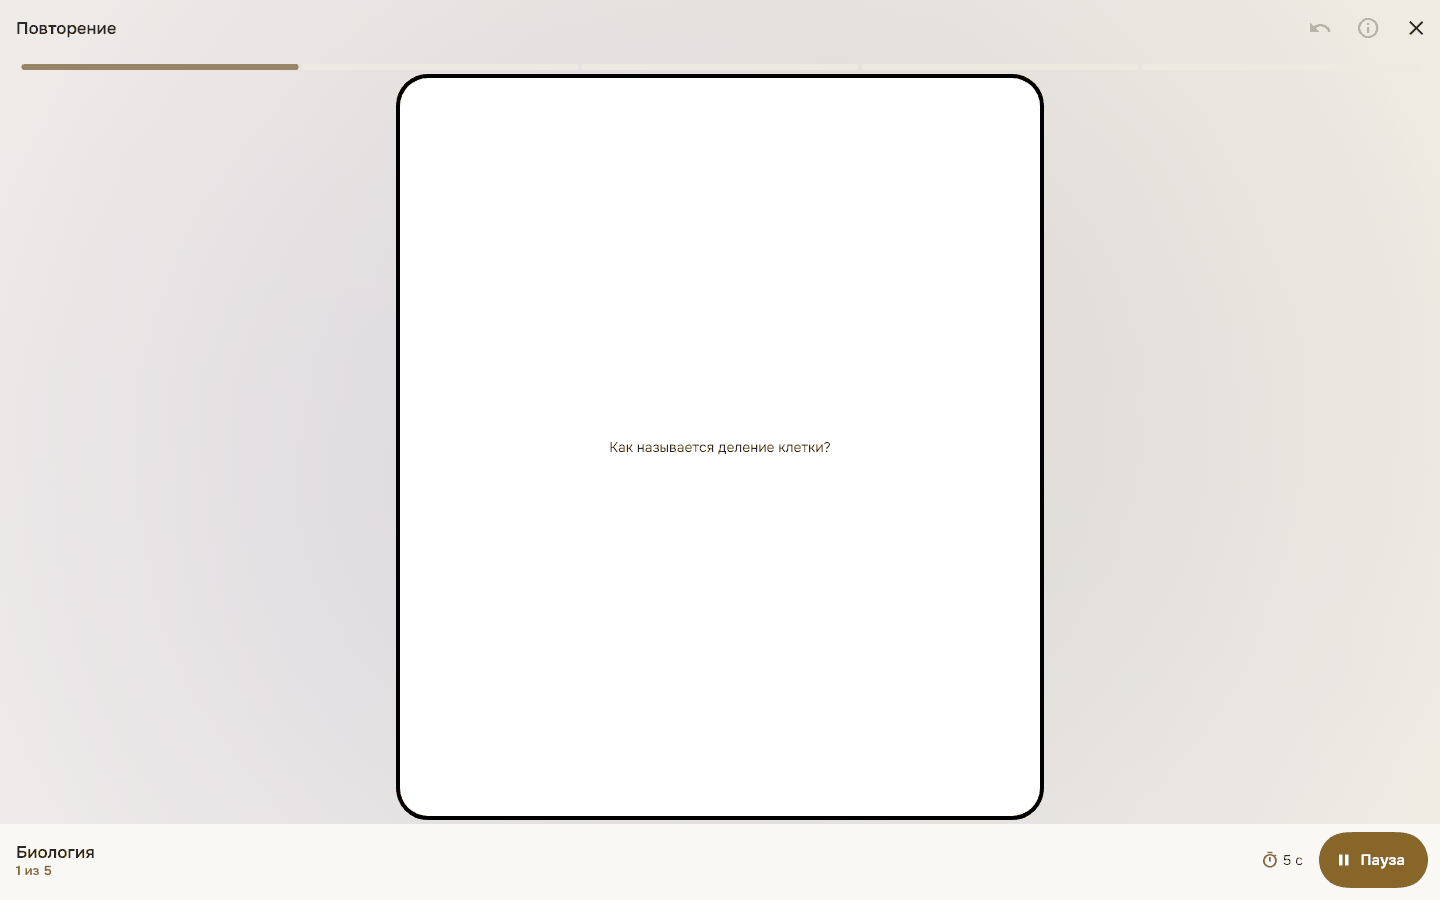 Повторение
Как называется деление клетки?
Биология
1 из 5
5 с
Пауза